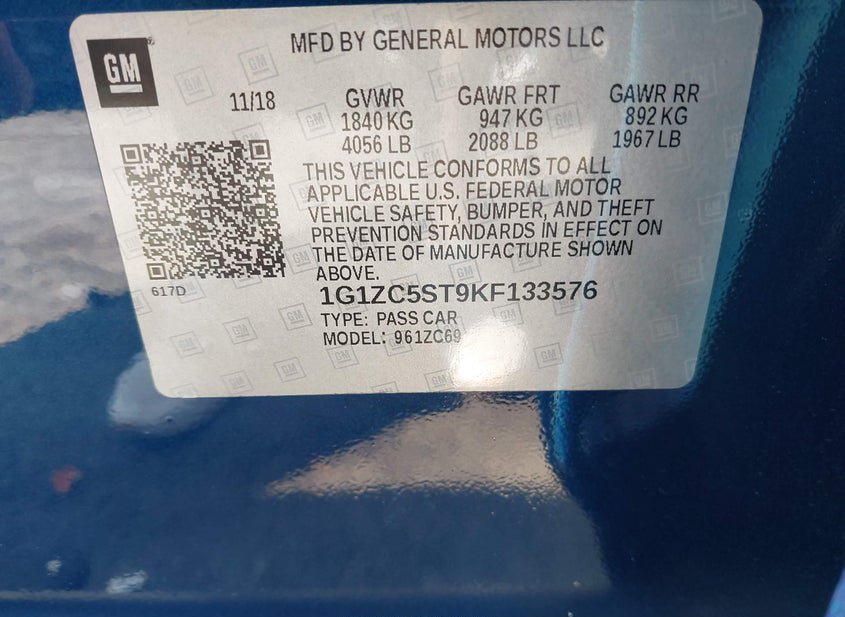 GM
MFD BY GENERAL MOTORS LLC
11/18 GVWR GAWR FRT GAWR RR
1840 KG 947 KG 892 KG
4056 LB 2088 LB 1967 LB
THIS VEHICLE CONFORMS TO ALL
APPLICABLE U.S. FEDERAL MOTOR
VEHICLE SAFETY, BUMPER, AND THEFT
PREVENTION STANDARDS IN EFFECT ON
THE DATE OF MANUFACTURE SHOWN
ABOVE.
617D
1G1ZC5ST9KF133576
TYPE: PASS CAR
MODEL: 961ZC69